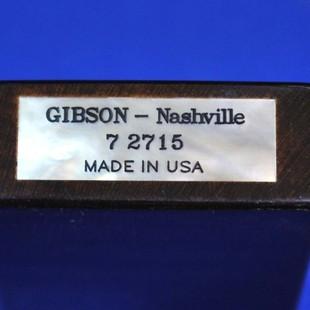 GIBSON – Nashville
7 2715
MADE IN USA